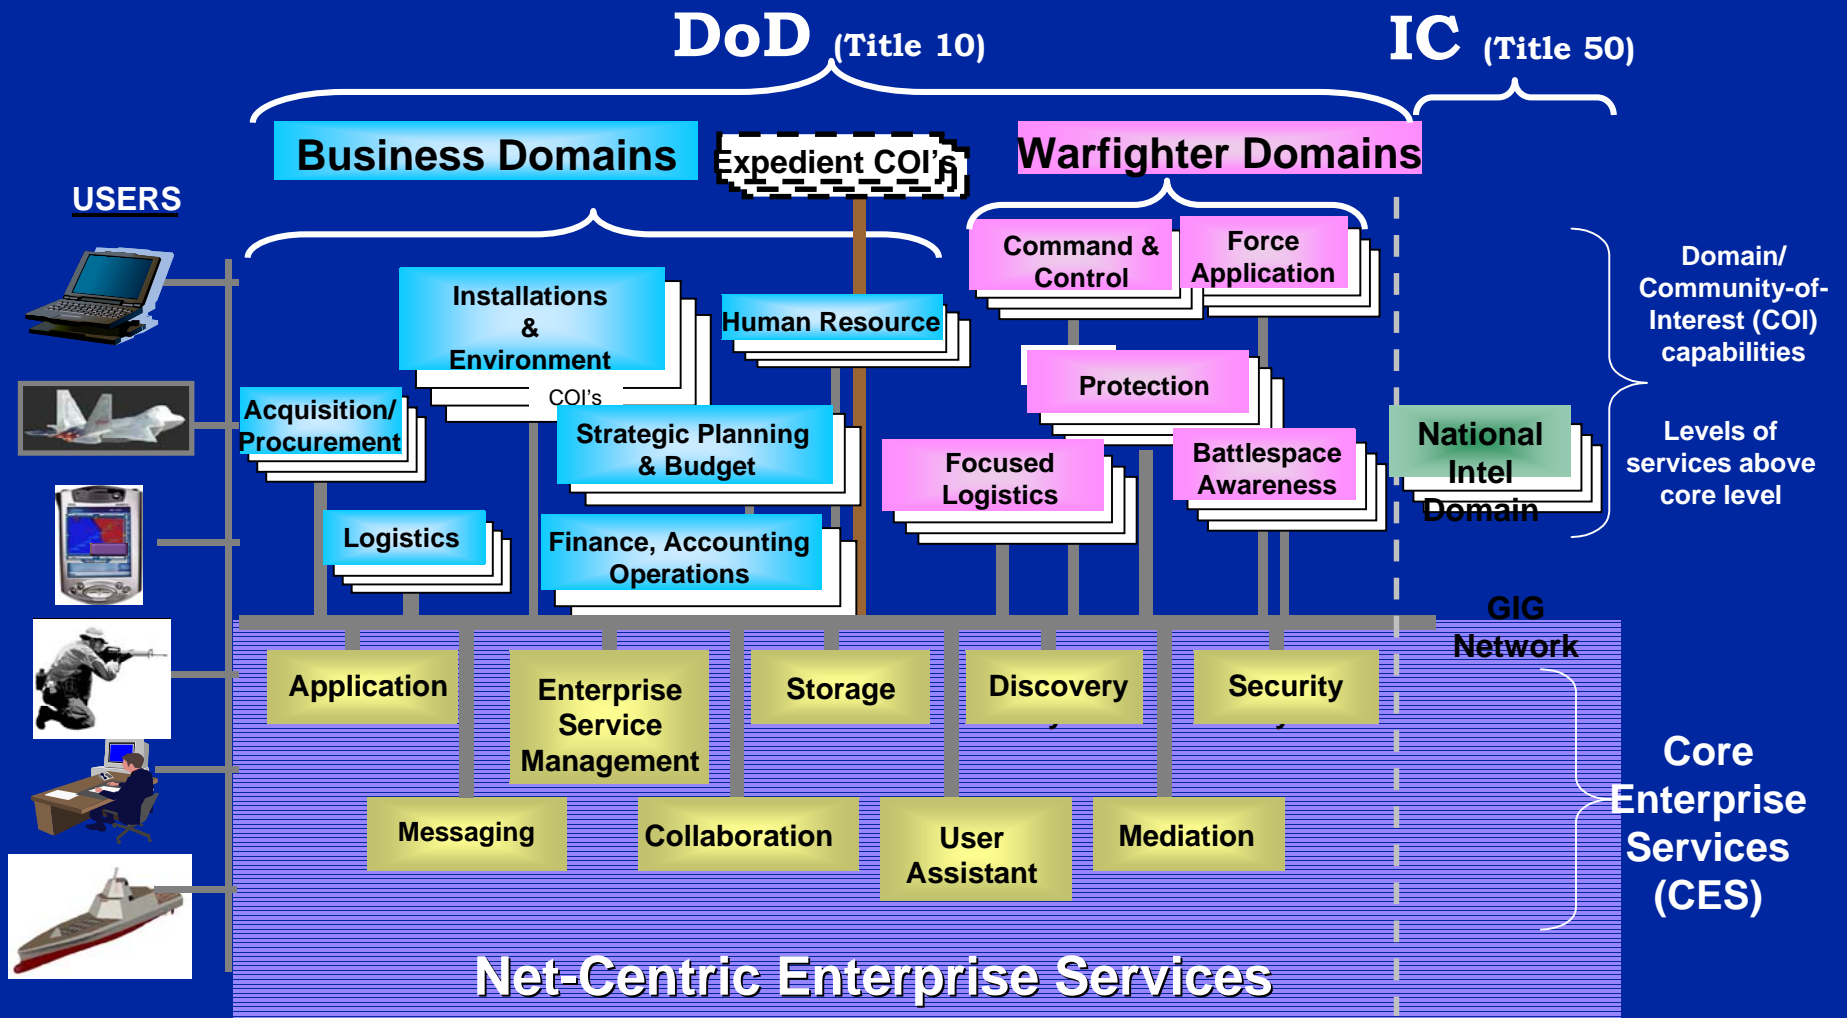 DoD (Title 10)
IC (Title 50)
Business Domains
Expedient COI's
Warfighter Domains
USERS
Command &
Control
Force
Application
Installations
&
Environment
COI's
Human Resource
Protection
Acquisition/
Procurement
Strategic Planning
& Budget
Focused
Logistics
Battlespace
Awareness
National
Intel
Domain
Logistics
Finance, Accounting
Operations
Domain/
Community-of-
Interest (COI)
capabilities
Levels of
services above
core level
GIG
Network
Application
Enterprise
Service
Management
Storage
Discovery
Security
Messaging
Collaboration
User
Assistant
Mediation
Core
Enterprise
Services
(CES)
Net-Centric Enterprise Services